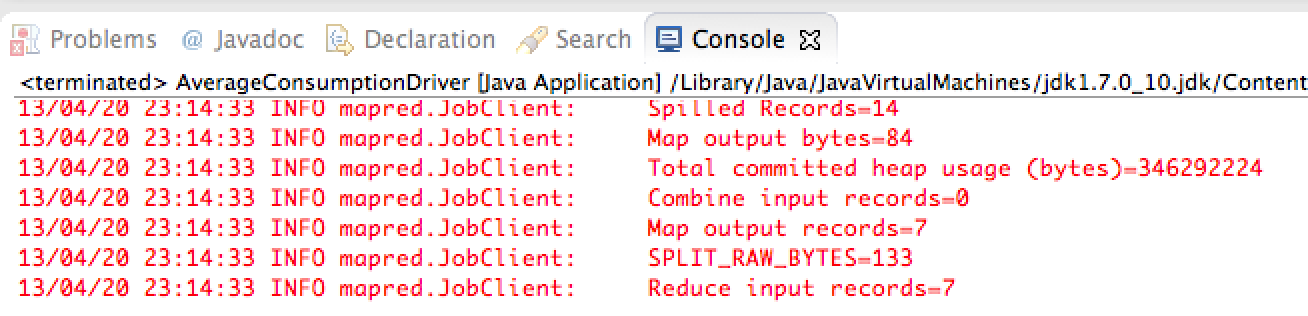 Problems @ Javadoc Declaration Search Console
<terminated> AverageConsumptionDriver [Java Application] /Library/Java/JavaVirtualMachines/jdk1.7.0_10.jdk/Content
13/04/20 23:14:33 INFO mapred.JobClient:     Spilled Records=14
13/04/20 23:14:33 INFO mapred.JobClient:     Map output bytes=84
13/04/20 23:14:33 INFO mapred.JobClient:     Total committed heap usage (bytes)=346292224
13/04/20 23:14:33 INFO mapred.JobClient:     Combine input records=0
13/04/20 23:14:33 INFO mapred.JobClient:     Map output records=7
13/04/20 23:14:33 INFO mapred.JobClient:     SPLIT_RAW_BYTES=133
13/04/20 23:14:33 INFO mapred.JobClient:     Reduce input records=7